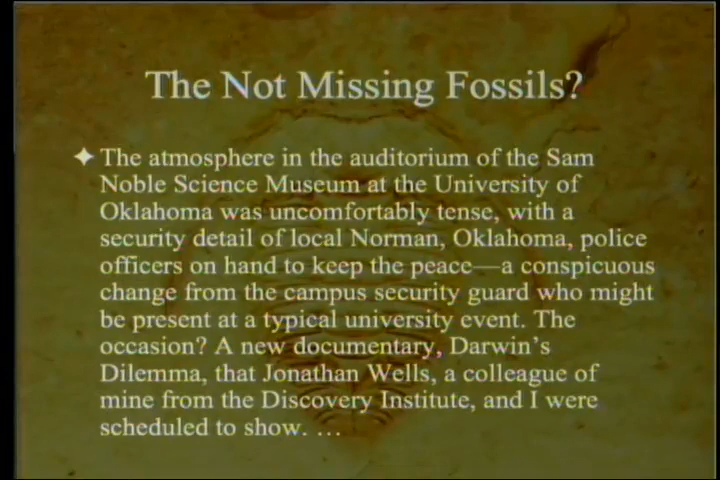 The Not Missing Fossils?
The atmosphere in the auditorium of the Sam
Noble Science Museum at the University of
Oklahoma was uncomfortably tense, with a
security detail of local Norman, Oklahoma, police
officers on hand to keep the peace—a conspicuous
change from the campus security guard who might
be present at a typical university event. The
occasion? A new documentary, Darwin's
Dilemma, that Jonathan Wells, a colleague of
mine from the Discovery Institute, and I were
scheduled to show. …